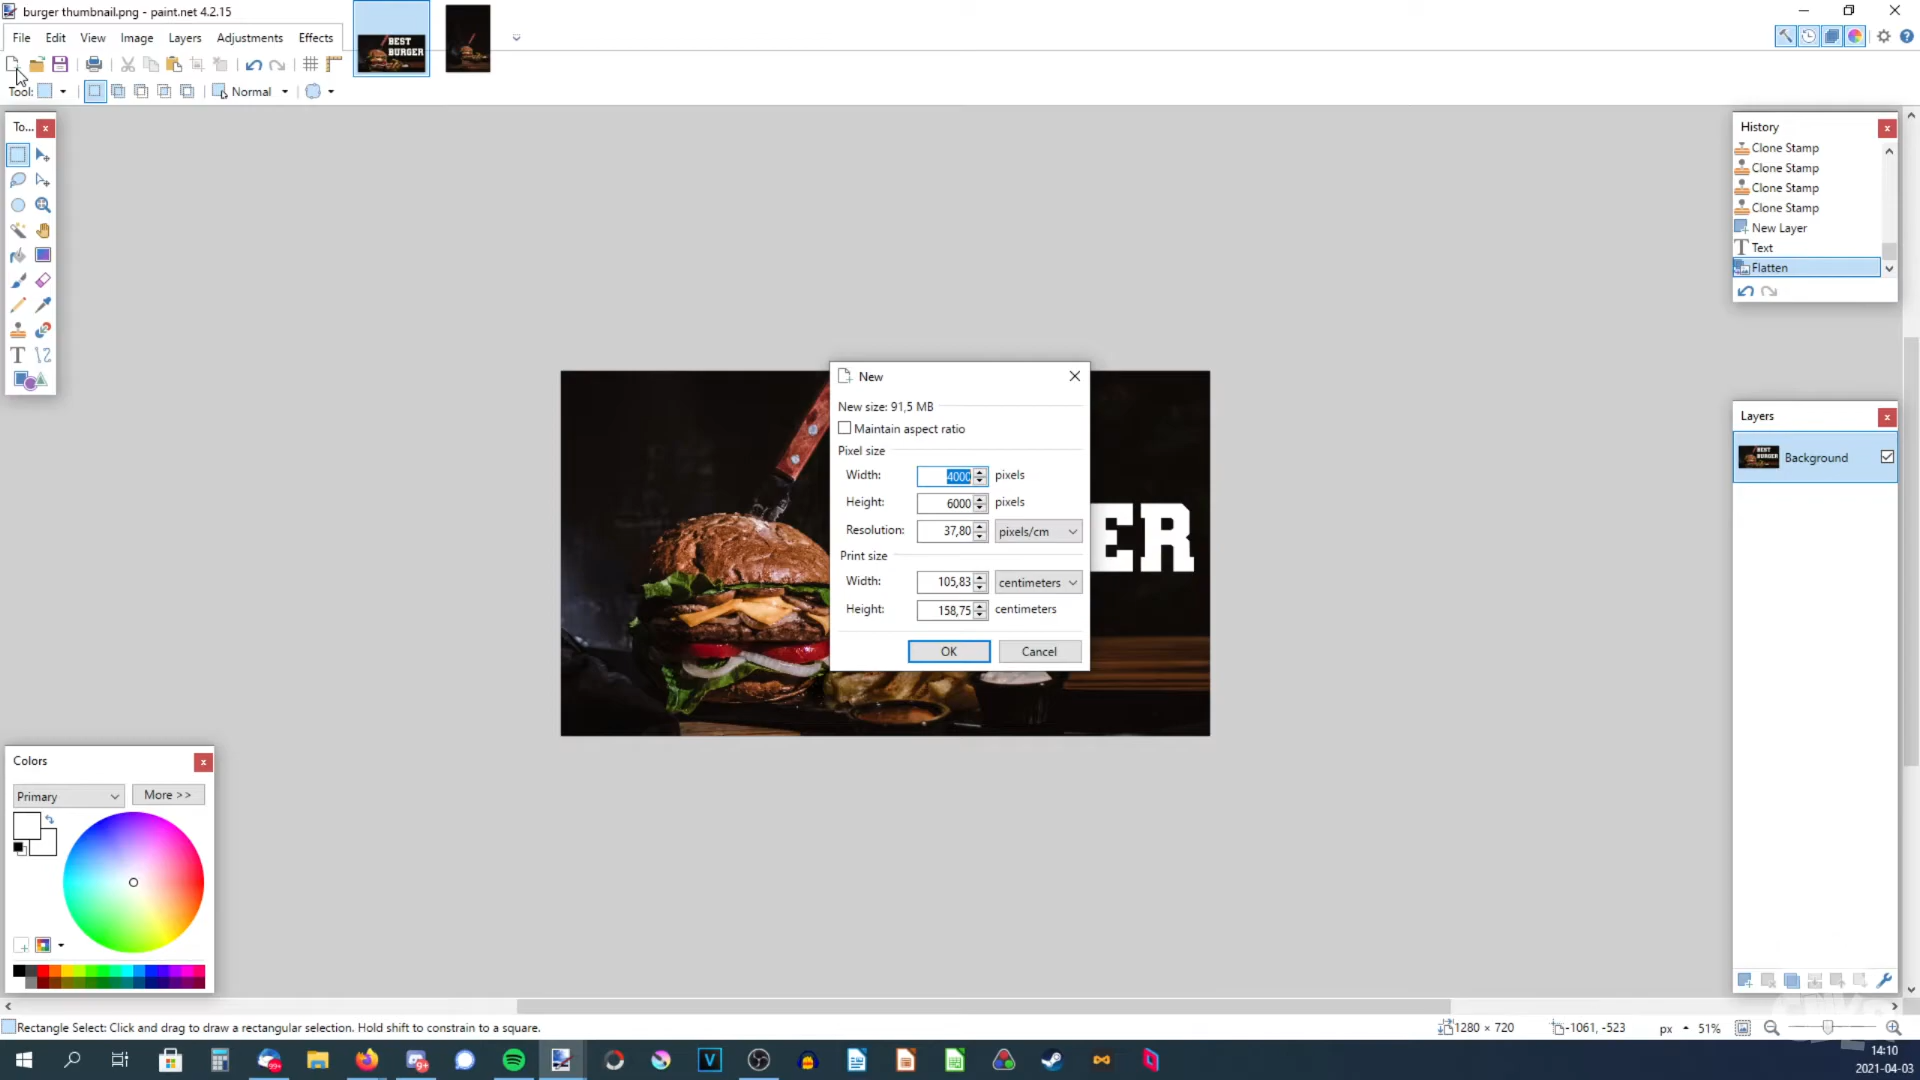 burger thumbnail.png - paint.net 4.2.15
File Edit View Image Layers Adjustments Effects
BEST
BURGER
Tool: Normal
To...
History
Clone Stamp
Clone Stamp
Clone Stamp
Clone Stamp
New Layer
Text
Flatten
New
New size: 91,5 MB
Maintain aspect ratio
Pixel size
Width: 4000 pixels
Height: 6000 pixels
Resolution: 37,80 pixels/cm
Print size
Width: 105,83 centimeters
Height: 158,75 centimeters
OK Cancel
ER
Layers
BEST
BURGER
Background
Colors
Primary More >>
Rectangle Select: Click and drag to draw a rectangular selection. Hold shift to constrain to a square.
1280 × 720 -1061, -523 px 51%
99+
9+
V
14:10
2021-04-03